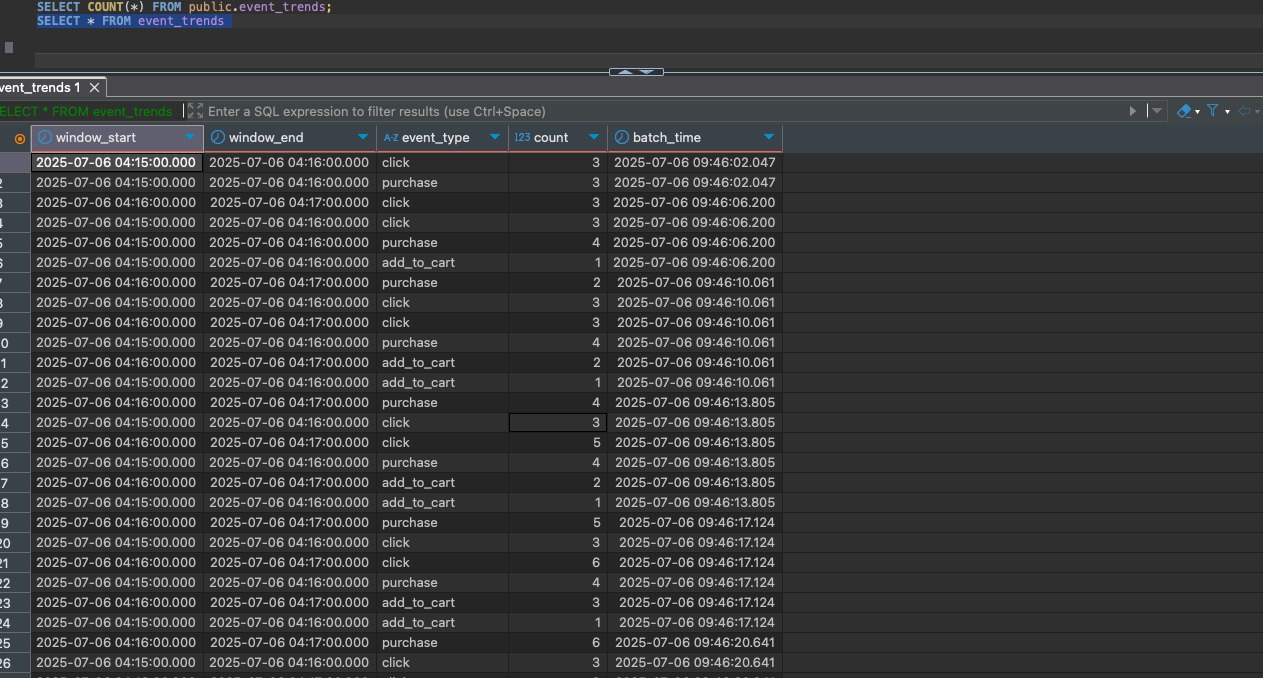 SELECT COUNT(*) FROM public.event_trends;
SELECT * FROM event_trends
vent_trends 1
ELECT * FROM event_trends Enter a SQL expression to filter results (use Ctrl+Space)
window_start window_end A-Z event_type 123 count batch_time
2025-07-06 04:15:00.000 2025-07-06 04:16:00.000 click 3 2025-07-06 09:46:02.047
2 2025-07-06 04:15:00.000 2025-07-06 04:16:00.000 purchase 3 2025-07-06 09:46:02.047
3 2025-07-06 04:16:00.000 2025-07-06 04:17:00.000 click 3 2025-07-06 09:46:06.200
4 2025-07-06 04:15:00.000 2025-07-06 04:16:00.000 click 3 2025-07-06 09:46:06.200
5 2025-07-06 04:15:00.000 2025-07-06 04:16:00.000 purchase 4 2025-07-06 09:46:06.200
6 2025-07-06 04:15:00.000 2025-07-06 04:16:00.000 add_to_cart 1 2025-07-06 09:46:06.200
7 2025-07-06 04:16:00.000 2025-07-06 04:17:00.000 purchase 2 2025-07-06 09:46:10.061
8 2025-07-06 04:15:00.000 2025-07-06 04:16:00.000 click 3 2025-07-06 09:46:10.061
9 2025-07-06 04:16:00.000 2025-07-06 04:17:00.000 click 3 2025-07-06 09:46:10.061
0 2025-07-06 04:15:00.000 2025-07-06 04:16:00.000 purchase 4 2025-07-06 09:46:10.061
1 2025-07-06 04:16:00.000 2025-07-06 04:17:00.000 add_to_cart 2 2025-07-06 09:46:10.061
2 2025-07-06 04:15:00.000 2025-07-06 04:16:00.000 add_to_cart 1 2025-07-06 09:46:10.061
3 2025-07-06 04:16:00.000 2025-07-06 04:17:00.000 purchase 4 2025-07-06 09:46:13.805
4 2025-07-06 04:15:00.000 2025-07-06 04:16:00.000 click 3 2025-07-06 09:46:13.805
5 2025-07-06 04:16:00.000 2025-07-06 04:17:00.000 click 5 2025-07-06 09:46:13.805
6 2025-07-06 04:15:00.000 2025-07-06 04:16:00.000 purchase 4 2025-07-06 09:46:13.805
7 2025-07-06 04:16:00.000 2025-07-06 04:17:00.000 add_to_cart 2 2025-07-06 09:46:13.805
8 2025-07-06 04:15:00.000 2025-07-06 04:16:00.000 add_to_cart 1 2025-07-06 09:46:13.805
9 2025-07-06 04:16:00.000 2025-07-06 04:17:00.000 purchase 5 2025-07-06 09:46:17.124
20 2025-07-06 04:15:00.000 2025-07-06 04:16:00.000 click 3 2025-07-06 09:46:17.124
21 2025-07-06 04:16:00.000 2025-07-06 04:17:00.000 click 6 2025-07-06 09:46:17.124
22 2025-07-06 04:15:00.000 2025-07-06 04:16:00.000 purchase 4 2025-07-06 09:46:17.124
23 2025-07-06 04:16:00.000 2025-07-06 04:17:00.000 add_to_cart 3 2025-07-06 09:46:17.124
24 2025-07-06 04:15:00.000 2025-07-06 04:16:00.000 add_to_cart 1 2025-07-06 09:46:17.124
25 2025-07-06 04:16:00.000 2025-07-06 04:17:00.000 purchase 6 2025-07-06 09:46:20.641
26 2025-07-06 04:15:00.000 2025-07-06 04:16:00.000 click 3 2025-07-06 09:46:20.641